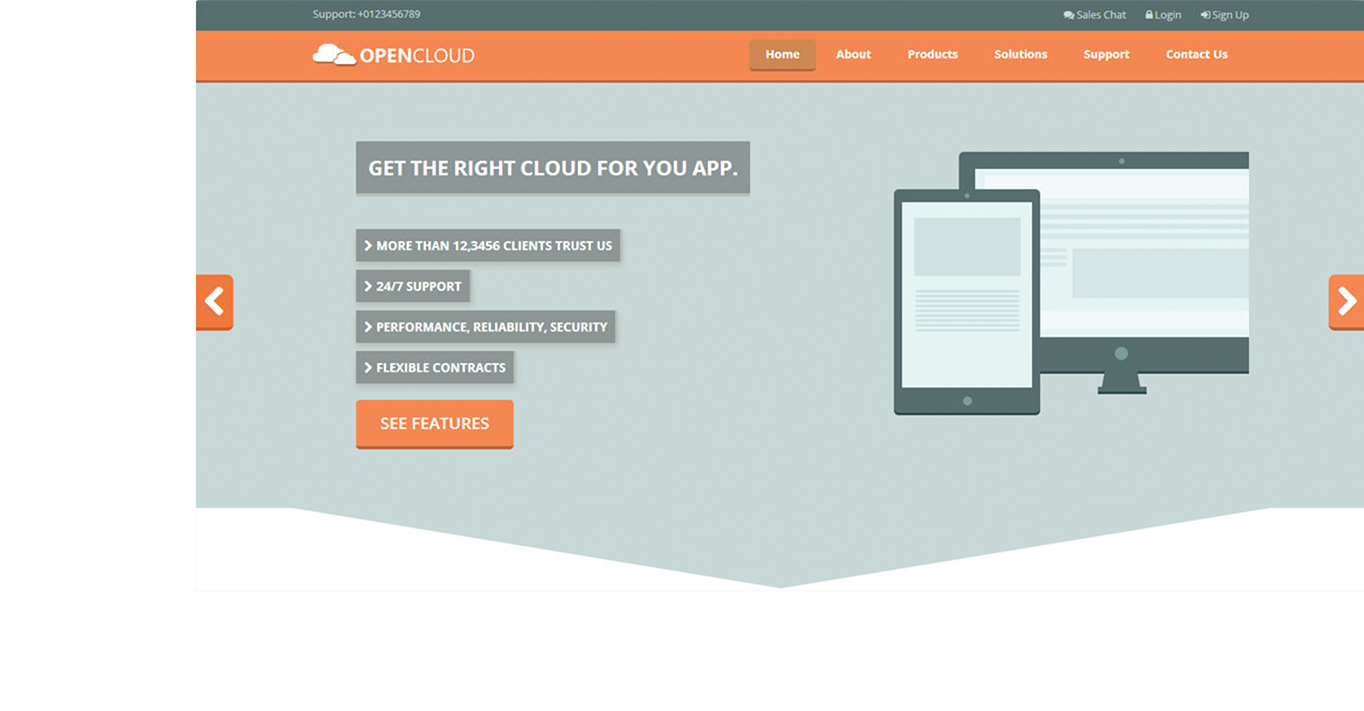 Support: +0123456789 Sales Chat Login Sign Up
OPENCLOUD Home About Products Solutions Support Contact Us
GET THE RIGHT CLOUD FOR YOU APP.
MORE THAN 12,3456 CLIENTS TRUST US
24/7 SUPPORT
PERFORMANCE, RELIABILITY, SECURITY
FLEXIBLE CONTRACTS
SEE FEATURES